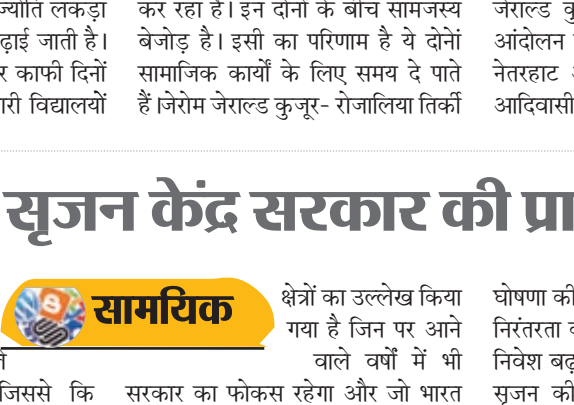 ज्योति लकड़ा
ढ़ाई जाती है।
र काफी दिनों
री विद्यालयों
कर रहा है। इन दोनों के बीच सामंजस्य
बेजोड़ है। इसी का परिणाम है ये दोनों
सामाजिक कार्यों के लिए समय दे पाते
हैं।जेरोम जेराल्ड कुजूर- रोजालिया तिर्की
जेराल्ड
आंदोलन
नेतरहाट
आदिवासी
सृजन केंद्र सरकार की प्रा
सामयिक
जिससे कि
क्षेत्रों का उल्लेख किया
गया है जिन पर आने
वाले वर्षों में भी
सरकार का फोकस रहेगा और जो भारत
घोषणा की
निरंतरता
निवेश बढ़
सृजन की